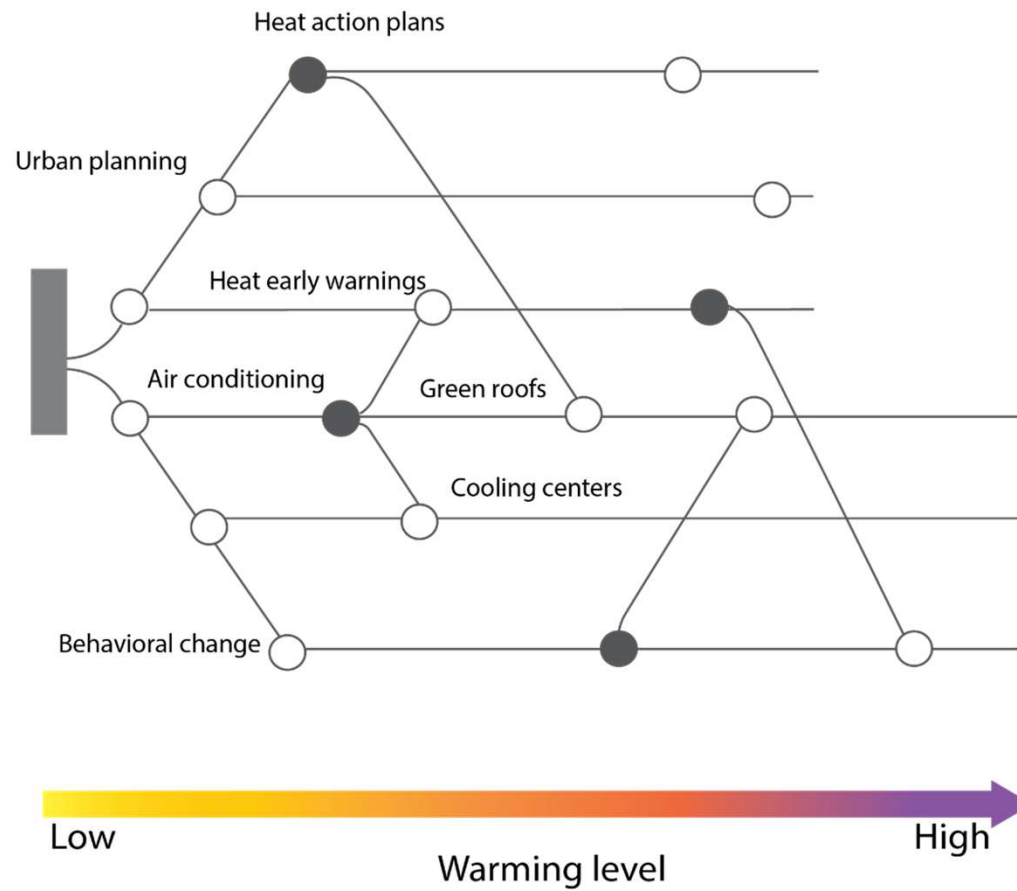 Heat action plans
Urban planning
Heat early warnings
Air conditioning
Green roofs
Cooling centers
Behavioral change
Low
High
Warming level